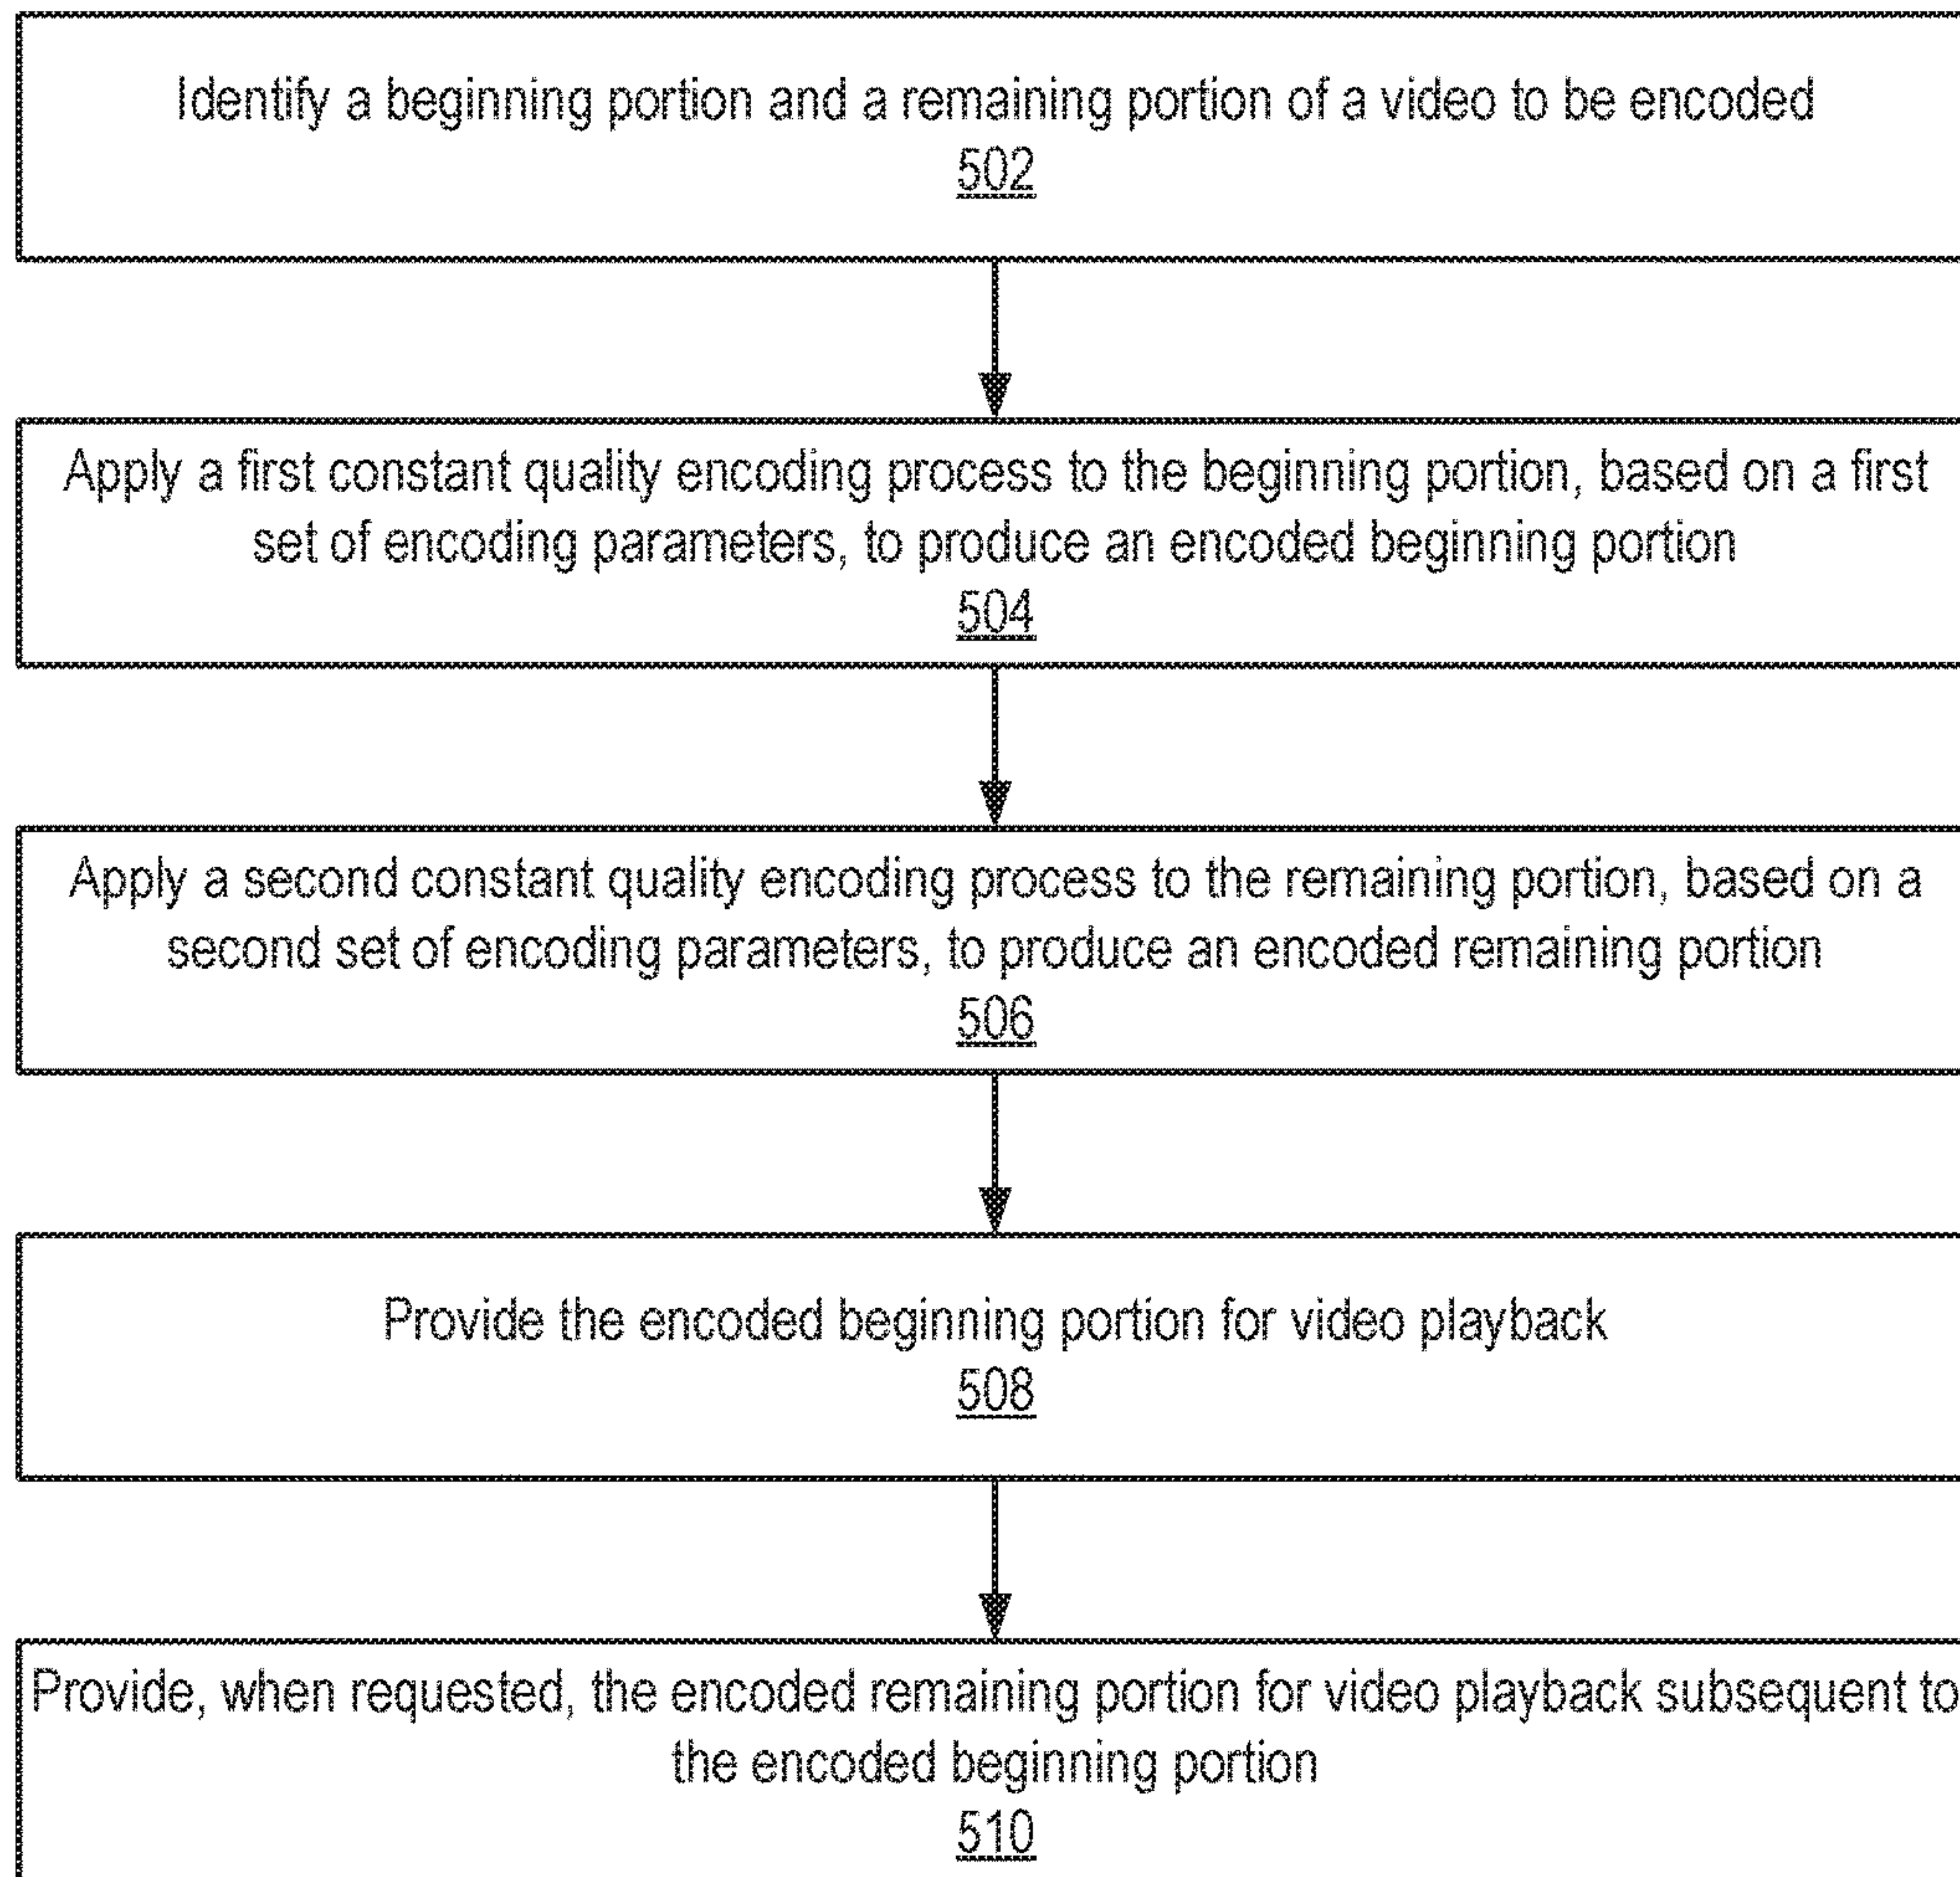 Identify a beginning portion and a remaining portion of a video to be encoded
502
Apply a first constant quality encoding process to the beginning portion, based on a first
set of encoding parameters, to produce an encoded beginning portion
504
Apply a second constant quality encoding process to the remaining portion, based on a
second set of encoding parameters, to produce an encoded remaining portion
506
Provide the encoded beginning portion for video playback
508
Provide, when requested, the encoded remaining portion for video playback subsequent to
the encoded beginning portion
510